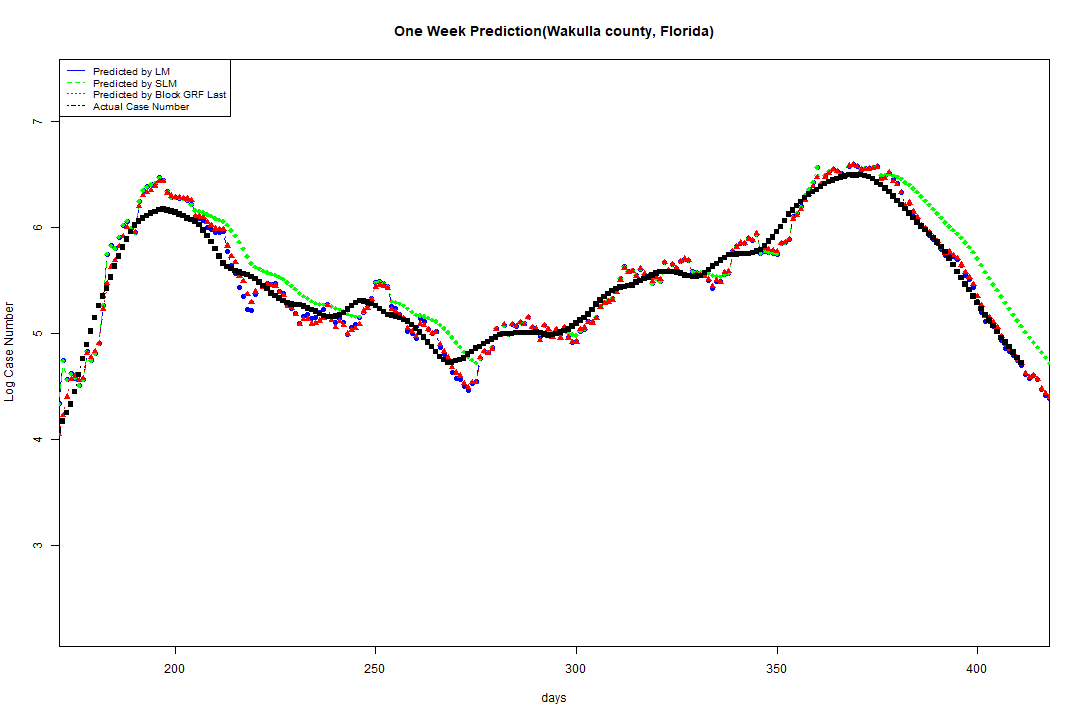 One Week Prediction(Wakulla county, Florida)
Predicted by LM
Predicted by SLM
Predicted by Block GRF Last
Actual Case Number
7
6
5
4
3
Log Case Number
200 250 300 350 400
days